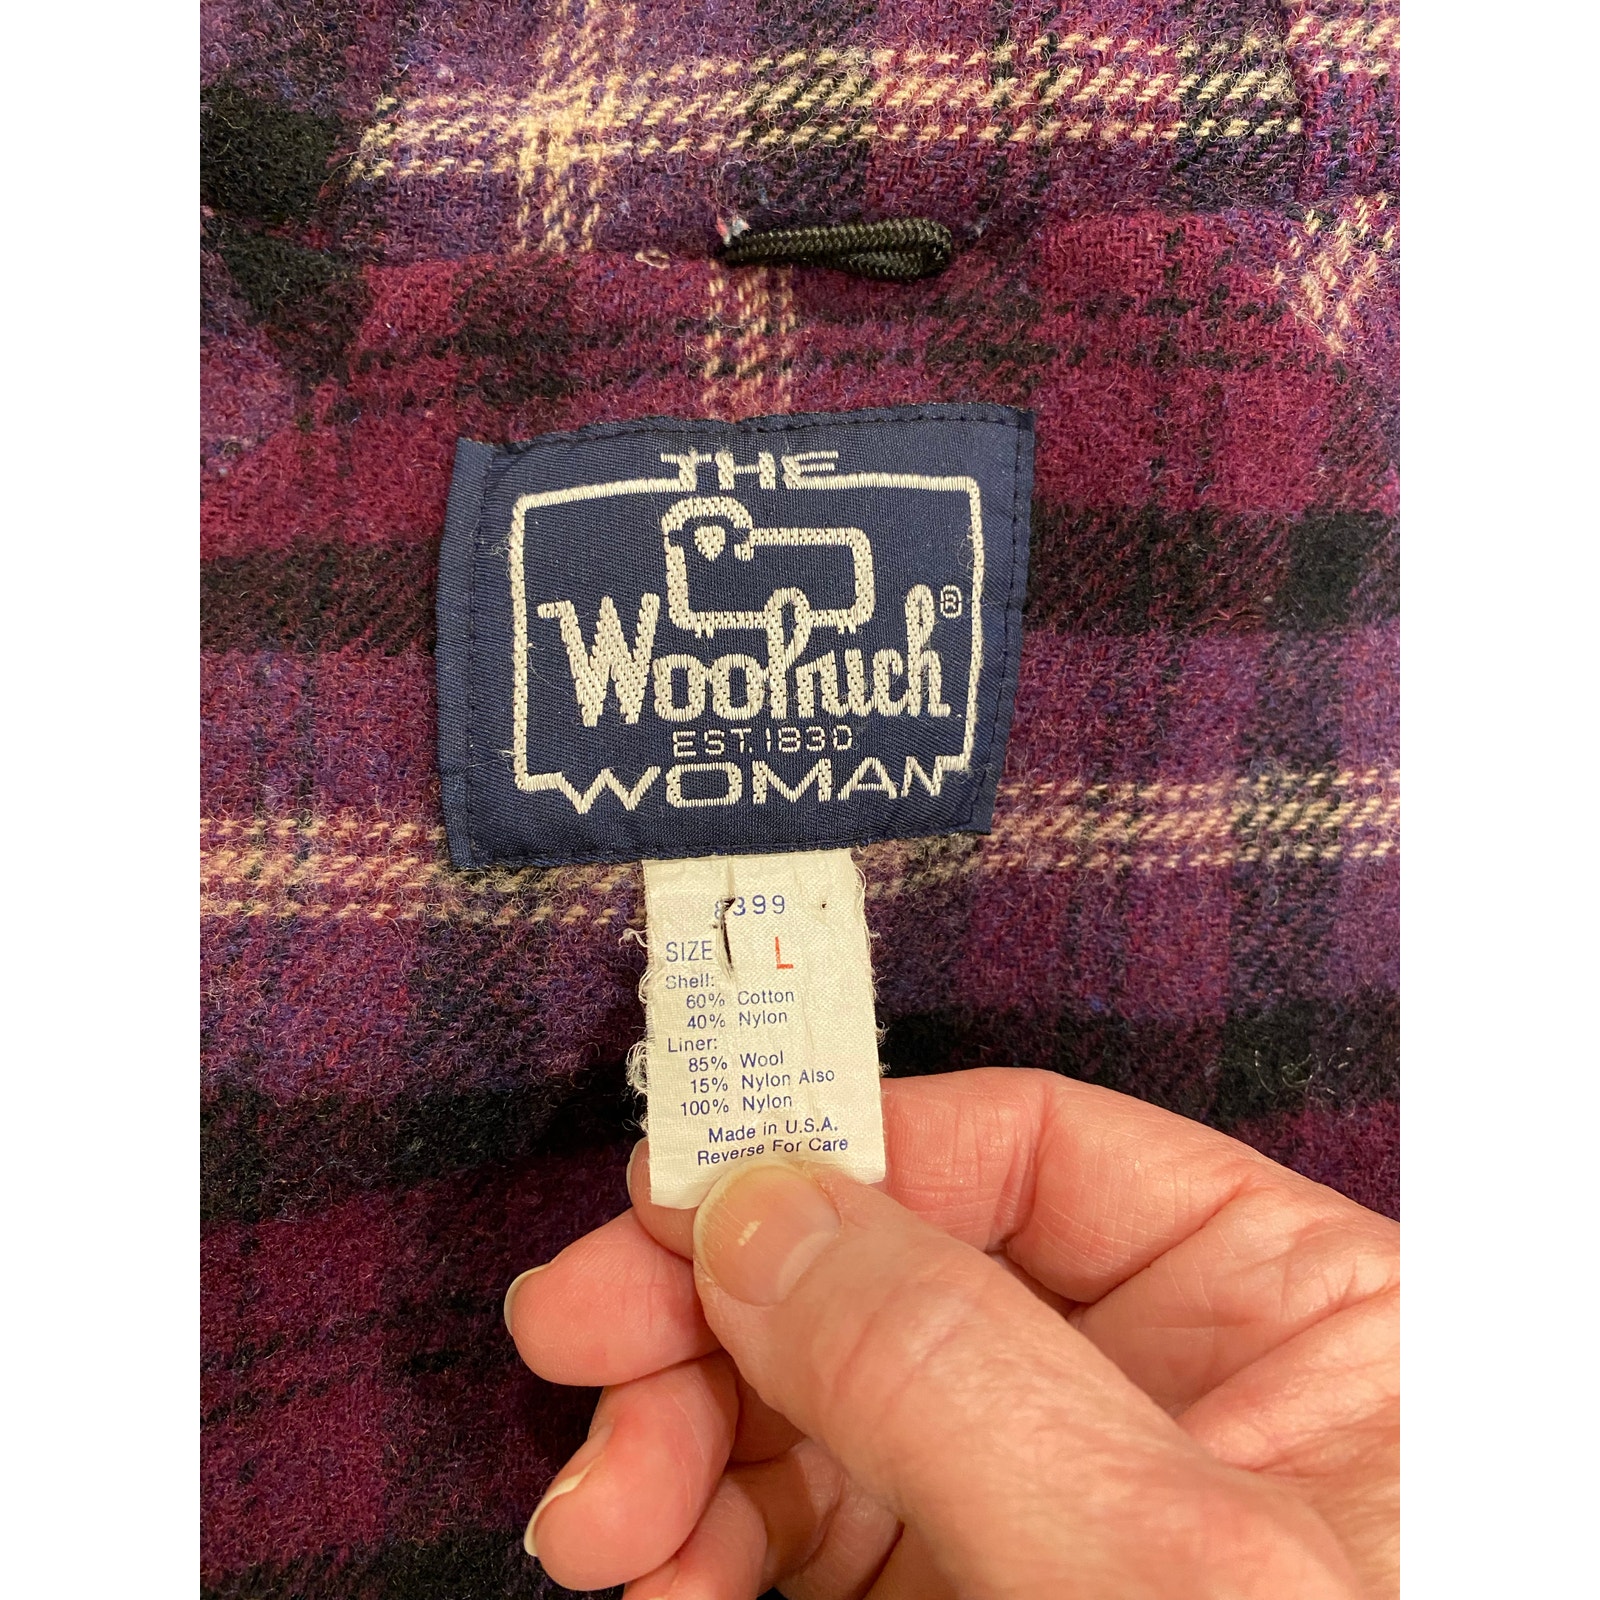 THE
Woolrich®
EST. 1830
WOMAN
8399
SIZE L
Shell:
60% Cotton
40% Nylon
Liner:
85% Wool
15% Nylon Also
100% Nylon
Made in U.S.A.
Reverse For Care